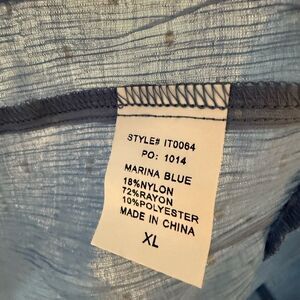 STYLE# IT0064
PO: 1014
MARINA BLUE
18%NYLON
72%RAYON
10%POLYESTER
MADE IN CHINA
XL